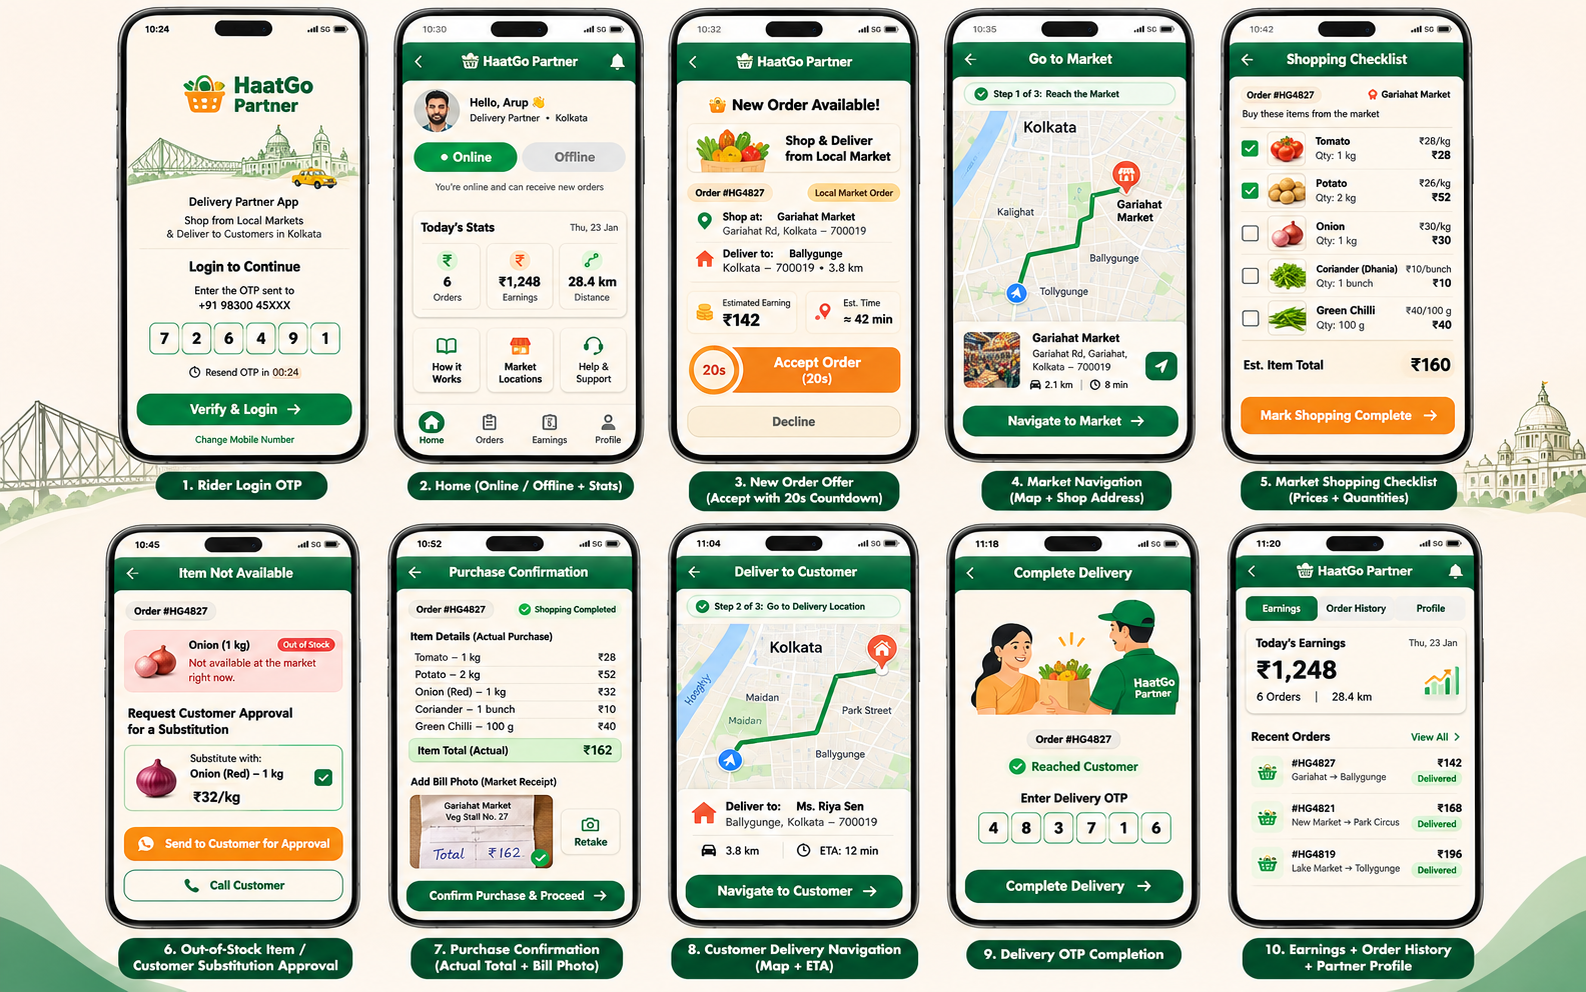 10:24
5G
HaatGo
Partner
Delivery Partner App
Shop from Local Markets
& Deliver to Customers in Kolkata
Login to Continue
Enter the OTP sent to
+91 98300 45XXX
7 2 6 4 9 1
Resend OTP in 00:24
Verify & Login →
Change Mobile Number
1. Rider Login OTP
10:30
5G
HaatGo Partner
Hello, Arup 👋
Delivery Partner • Kolkata
Online
Offline
You're online and can receive new orders
Today's Stats
Thu, 23 Jan
₹ ₹
6 ₹1,248 28.4 km
Orders Earnings Distance
How it Market Help &
Works Locations Support
Home Orders Earnings Profile
2. Home (Online / Offline + Stats)
10:32
5G
HaatGo Partner
New Order Available!
Shop & Deliver
from Local Market
Order #HG4827
Local Market Order
Shop at: Gariahat Market
Gariahat Rd, Kolkata – 700019
Deliver to: Ballygunge
Kolkata – 700019 • 3.8 km
Estimated Earning
₹142
Est. Time
≈ 42 min
20s
Accept Order
(20s)
Decline
3. New Order Offer
(Accept with 20s Countdown)
10:35
5G
Go to Market
Step 1 of 3: Reach the Market
Kolkata
Kalighat
Gariahat
Market
Ballygunge
Tollygunge
Gariahat Market
Gariahat Rd, Gariahat,
Kolkata – 700019
2.1 km | 8 min
Navigate to Market →
4. Market Navigation
(Map + Shop Address)
10:42
5G
Shopping Checklist
Order #HG4827
Gariahat Market
Buy these items from the market
Tomato ₹28/kg
Qty: 1 kg ₹28
Potato ₹26/kg
Qty: 2 kg ₹52
Onion ₹30/kg
Qty: 1 kg ₹30
Coriander (Dhania) ₹10/bunch
Qty: 1 bunch ₹10
Green Chilli ₹40/100 g
Qty: 100 g ₹40
Est. Item Total ₹160
Mark Shopping Complete →
5. Market Shopping Checklist
(Prices + Quantities)
10:45
5G
Item Not Available
Order #HG4827
Onion (1 kg)
Out of Stock
Not available at the market
right now.
Request Customer Approval
for a Substitution
Substitute with:
Onion (Red) – 1 kg
₹32/kg
Send to Customer for Approval
Call Customer
6. Out-of-Stock Item /
Customer Substitution Approval
10:52
5G
Purchase Confirmation
Order #HG4827
Shopping Completed
Item Details (Actual Purchase)
Tomato – 1 kg ₹28
Potato – 2 kg ₹52
Onion (Red) – 1 kg ₹32
Coriander – 1 bunch ₹10
Green Chilli – 100 g ₹40
Item Total (Actual) ₹162
Add Bill Photo (Market Receipt)
Gariahat Market
Veg Stall No. 27
Total ₹162
Retake
Confirm Purchase & Proceed →
7. Purchase Confirmation
(Actual Total + Bill Photo)
11:04
5G
Deliver to Customer
Step 2 of 3: Go to Delivery Location
Kolkata
Hooghly
Maidan
Maidan
Park Street
Ballygunge
Deliver to: Ms. Riya Sen
Ballygunge, Kolkata – 700019
3.8 km
ETA: 12 min
Navigate to Customer →
8. Customer Delivery Navigation
(Map + ETA)
11:18
5G
Complete Delivery
HaatGo
Partner
Order #HG4827
Reached Customer
Enter Delivery OTP
4 8 3 7 1 6
Complete Delivery →
9. Delivery OTP Completion
11:20
5G
HaatGo Partner
Earnings Order History Profile
Today's Earnings
Thu, 23 Jan
₹1,248
6 Orders | 28.4 km
Recent Orders
View All >
#HG4827 ₹142
Gariahat → Ballygunge Delivered
#HG4821 ₹168
New Market → Park Circus Delivered
#HG4819 ₹196
Lake Market → Tollygunge Delivered
10. Earnings + Order History
+ Partner Profile